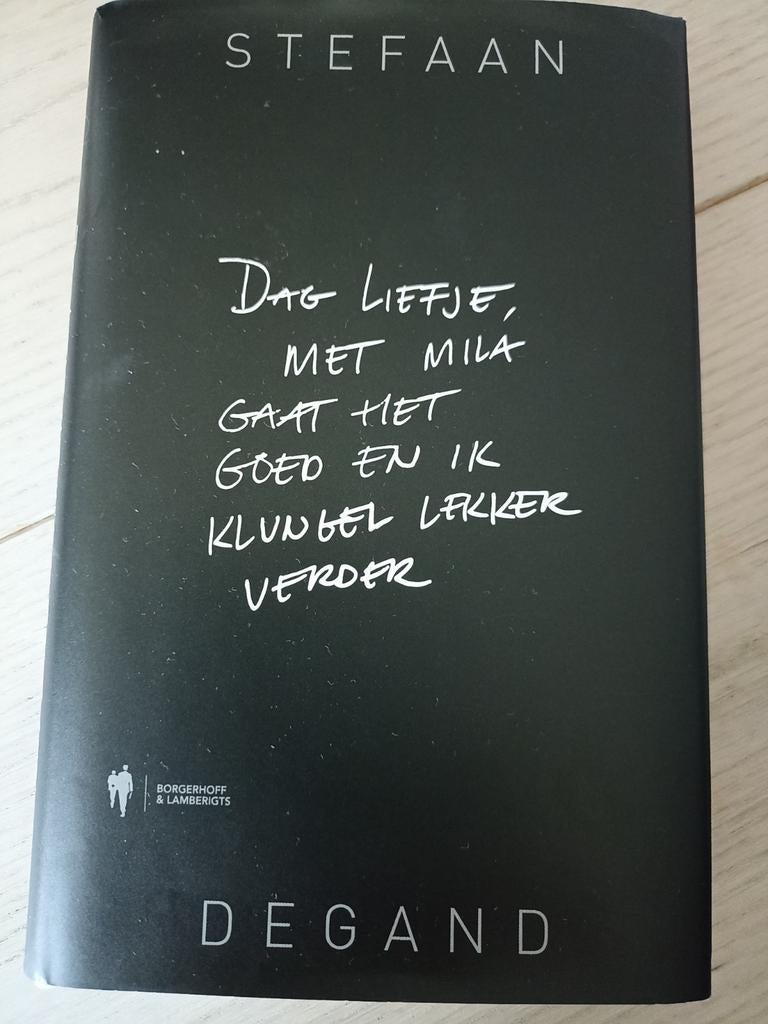 STEFAAN
DAG LIEFJE,
MET MILA
GAAT HET
GOED EN IK
KLUNGEL LEKKER
VERDER
BORGERHOFF
& LAMBERIGTS
DEGAND